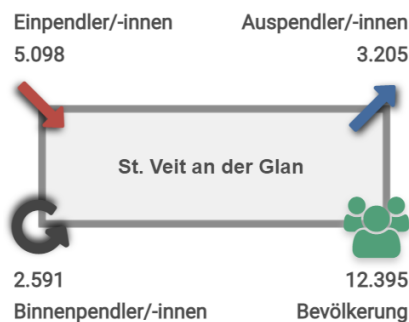 Einpendler/-innen
Auspendler/-innen
5.098
3.205
St. Veit an der Glan
2.591
12.395
Binnenpendler/-innen
Bevölkerung